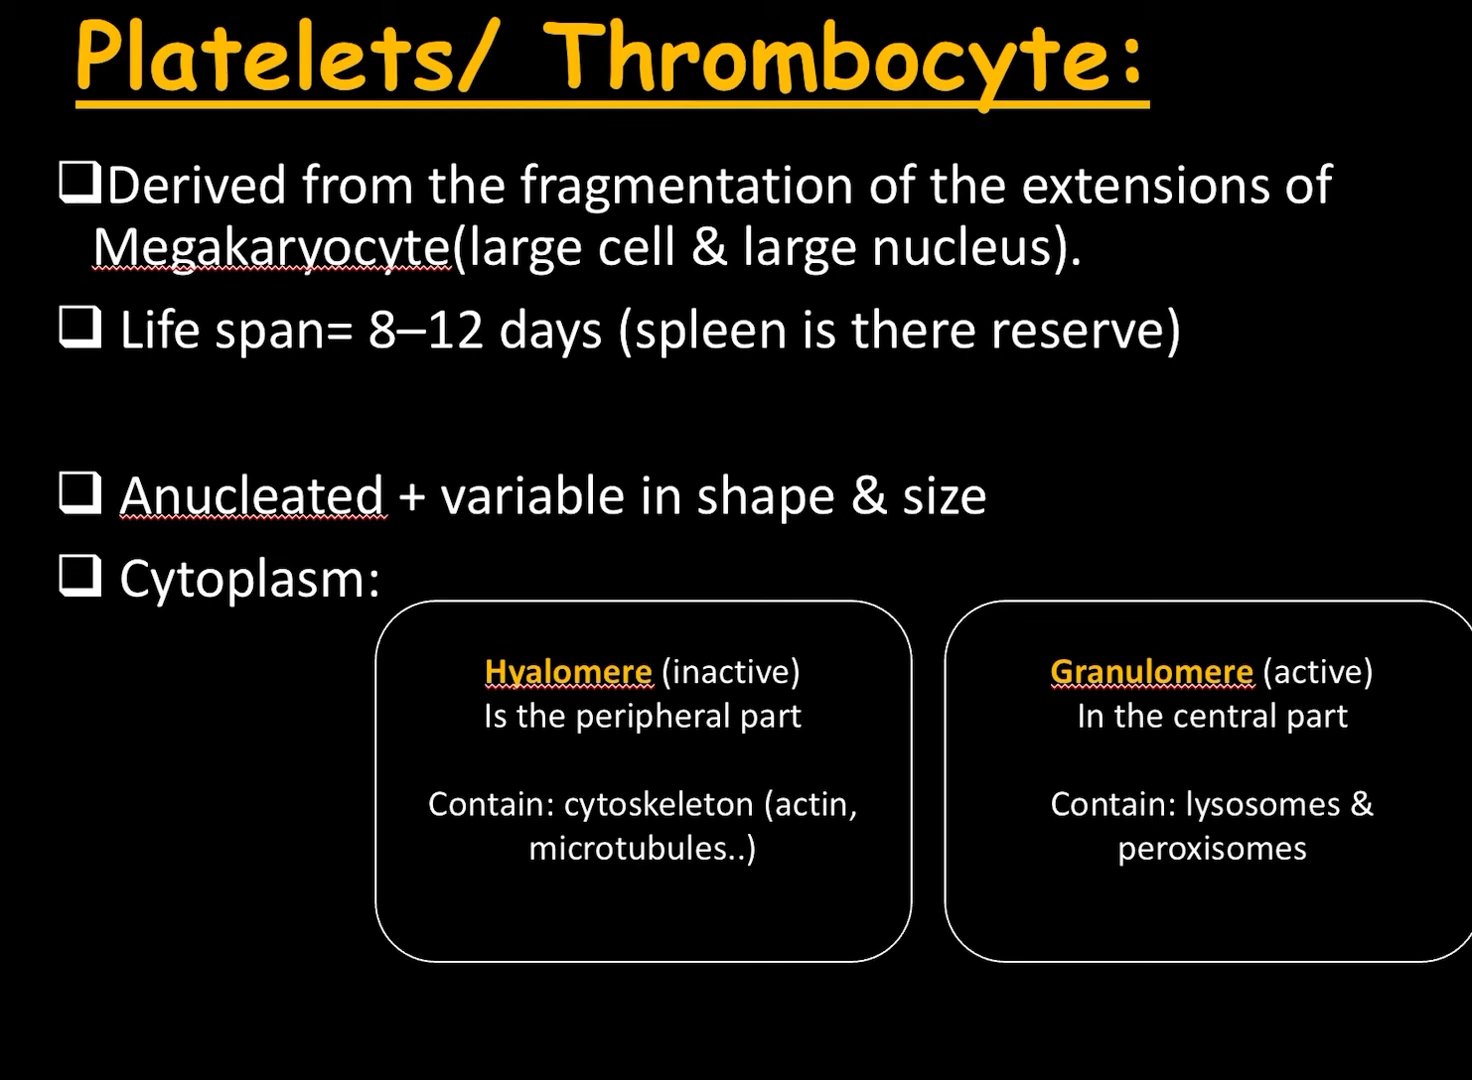 Platelets/ Thrombocyte:
❑Derived from the fragmentation of the extensions of
Megakaryocyte(large cell & large nucleus).
❑ Life span= 8–12 days (spleen is there reserve)
❑ Anucleated + variable in shape & size
❑ Cytoplasm:
Hyalomere (inactive)
Is the peripheral part
Contain: cytoskeleton (actin,
microtubules..)
Granulomere (active)
In the central part
Contain: lysosomes &
peroxisomes